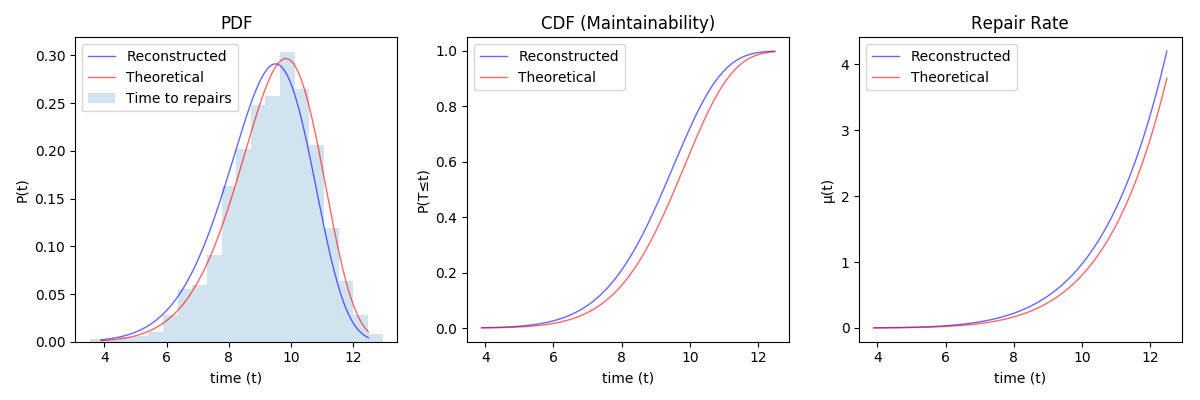 PDF
Reconstructed
Theoretical
Time to repairs
P(t)
0.30
0.25
0.20
0.15
0.10
0.05
0.00
4
6
8
10
12
time (t)
CDF (Maintainability)
Reconstructed
Theoretical
P(T≤t)
1.0
0.8
0.6
0.4
0.2
0.0
4
6
8
10
12
time (t)
Repair Rate
Reconstructed
Theoretical
μ(t)
4
3
2
1
0
4
6
8
10
12
time (t)